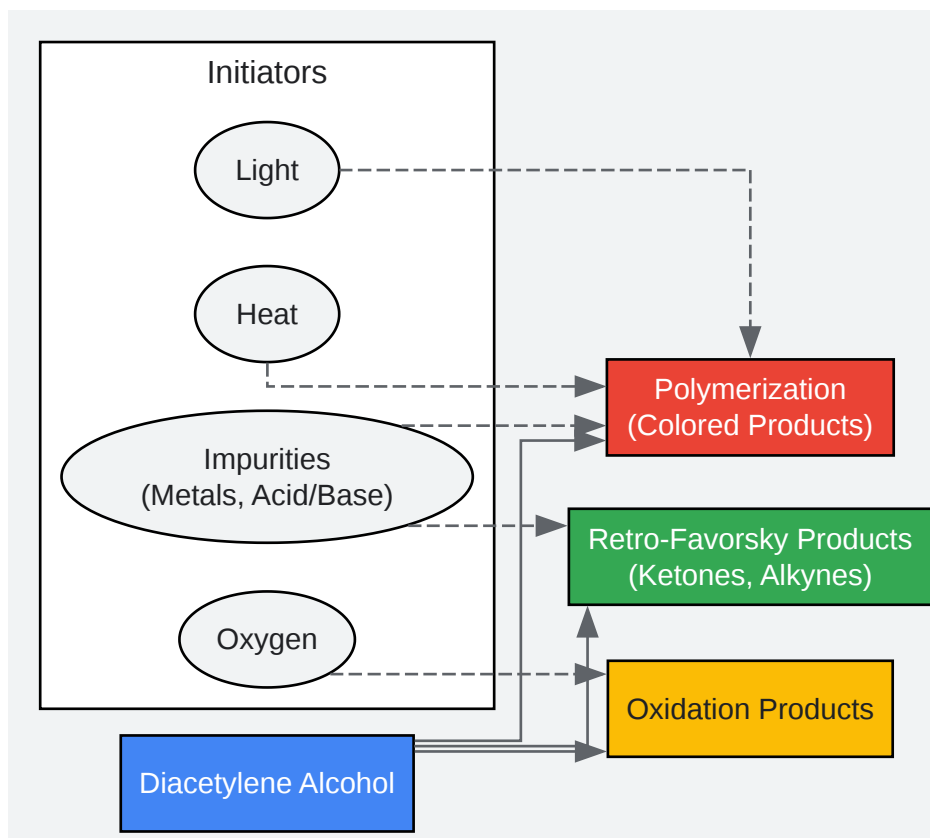 Initiators
Light
Heat
Impurities
(Metals, Acid/Base)
Oxygen
Polymerization
(Colored Products)
Retro-Favorsky Products
(Ketones, Alkynes)
Oxidation Products
Diacetylene Alcohol